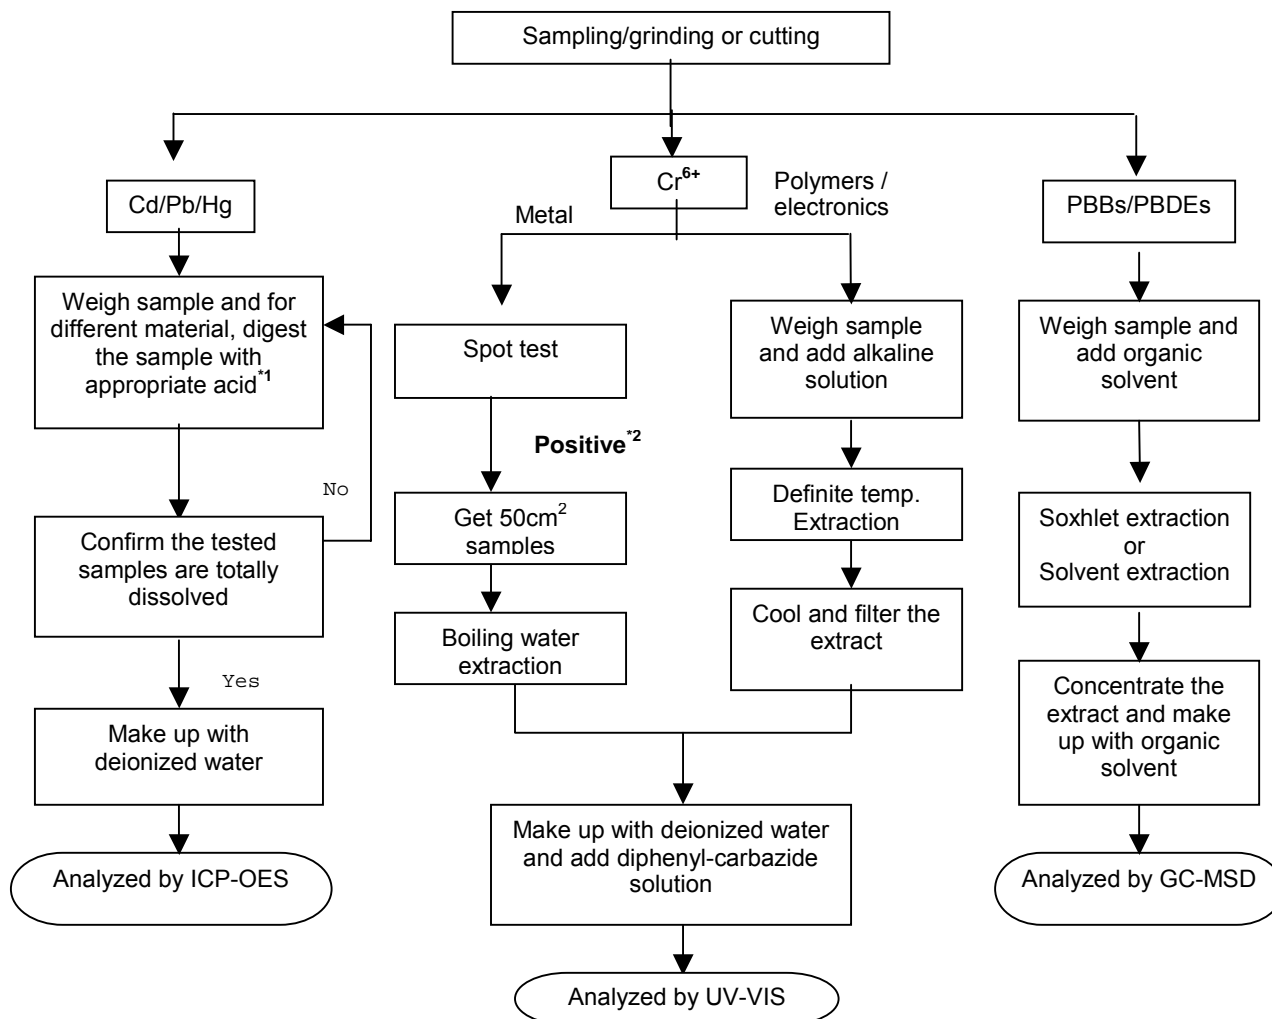 Sampling/grinding or cutting
Cd/Pb/Hg
Weigh sample and for
different material, digest
the sample with
appropriate acid*1
No
Confirm the tested
samples are totally
dissolved
Yes
Make up with
deionized water
Analyzed by ICP-OES
Cr6+
Metal
Polymers /
electronics
Spot test
Positive*2
Get 50cm2
samples
Boiling water
extraction
Weigh sample
and add alkaline
solution
Definite temp.
Extraction
Cool and filter the
extract
Make up with deionized water
and add diphenyl-carbazide
solution
Analyzed by UV-VIS
PBBs/PBDEs
Weigh sample and
add organic
solvent
Soxhlet extraction
or
Solvent extraction
Concentrate the
extract and make
up with organic
solvent
Analyzed by GC-MSD